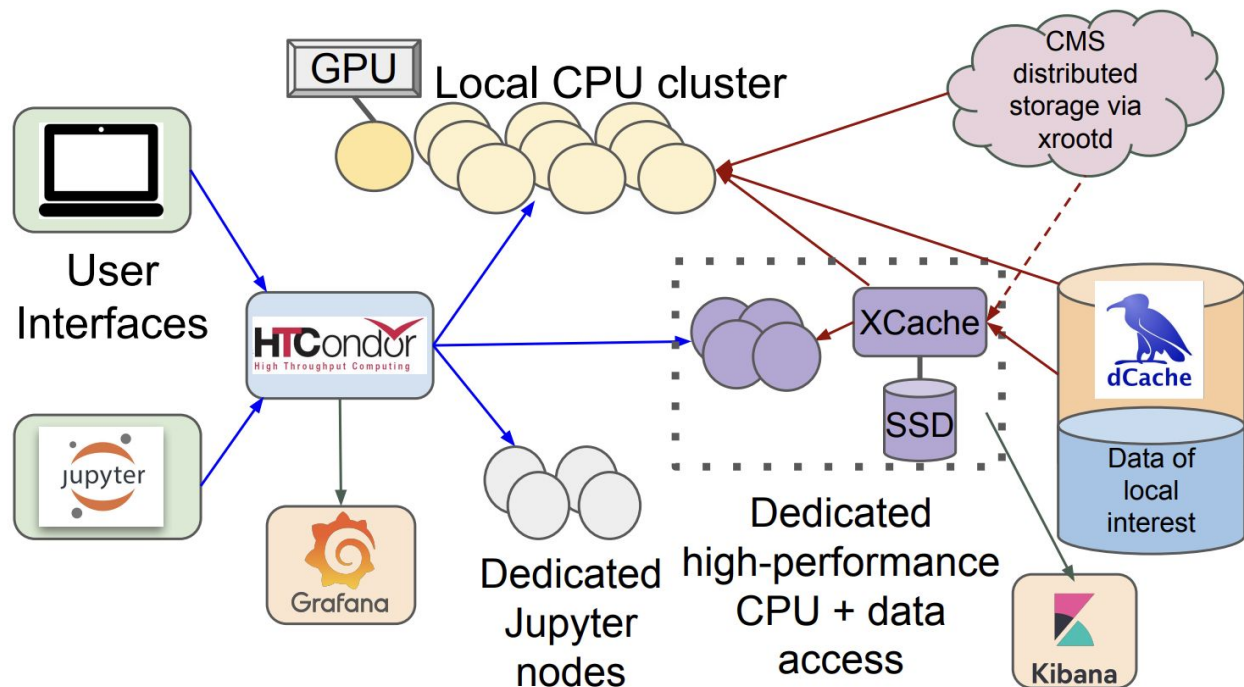 GPU
Local CPU cluster
CMS
distributed
storage via
xrootd
User
Interfaces
HTCondor
High Throughput Computing
XCache
SSD
dCache
Data of
local
interest
jupyter
Grafana
Dedicated
Jupyter
nodes
Dedicated
high-performance
CPU + data
access
Kibana